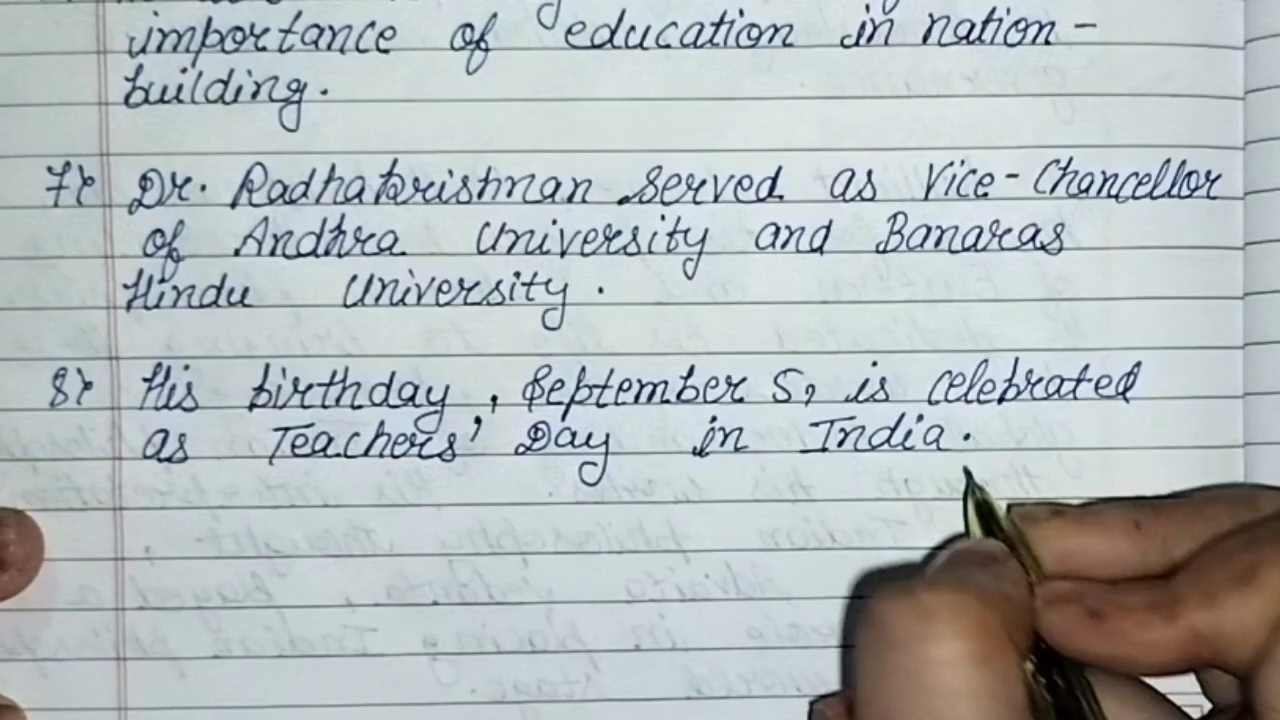 importance of education in nation-
building.
7) Dr. Radhakrishnan served as Vice-Chancellor
of Andhra University and Banaras
Hindu University.
8) His birthday, September 5, is celebrated
as Teachers' Day in India.